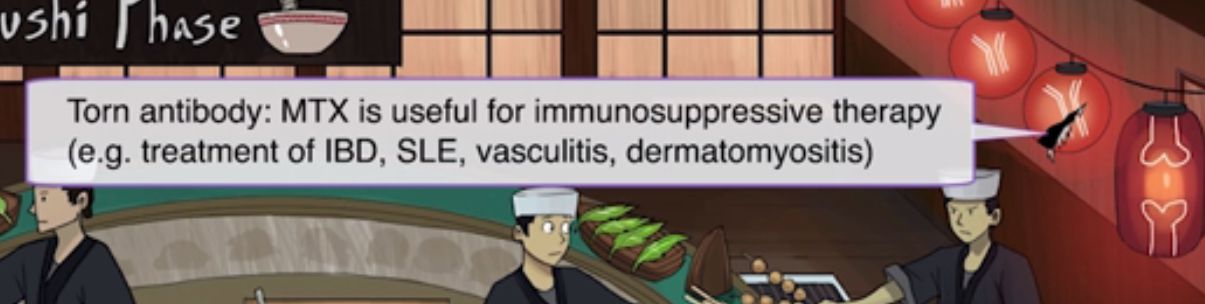 ushi Phase
Torn antibody: MTX is useful for immunosuppressive therapy
(e.g. treatment of IBD, SLE, vasculitis, dermatomyositis)